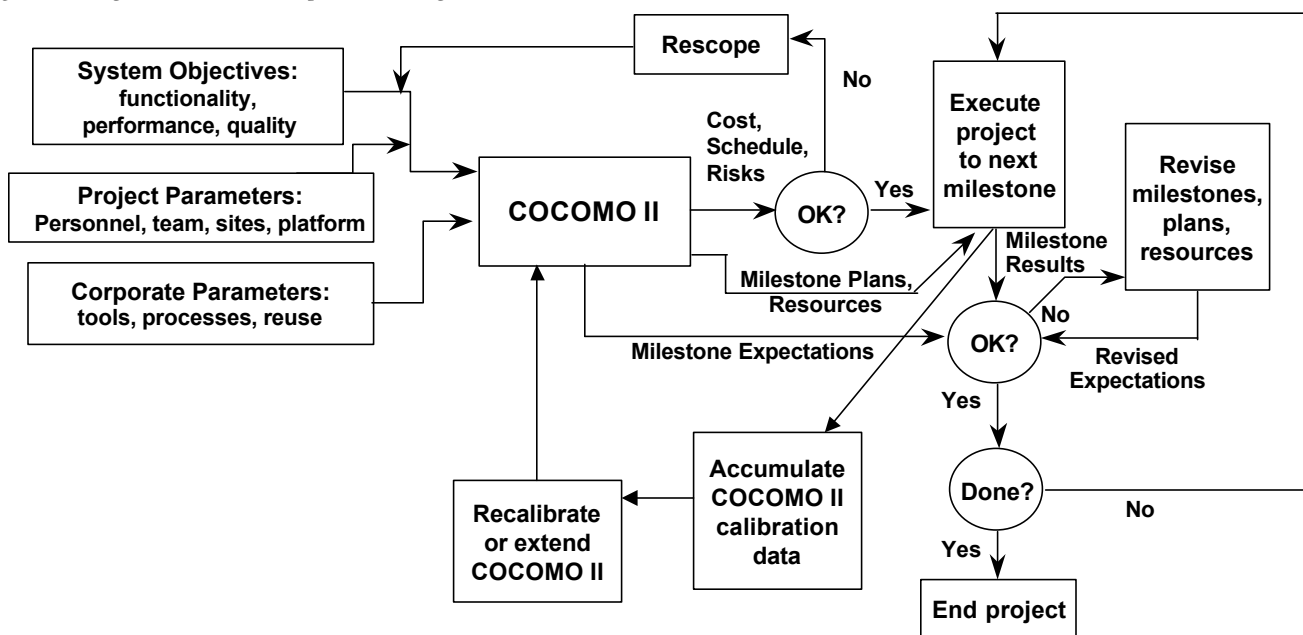 Rescope
No
System Objectives:
functionality,
performance, quality
Project Parameters:
Personnel, team, sites, platform
Corporate Parameters:
tools, processes, reuse
COCOMO II
Cost,
Schedule,
Risks
OK?
Yes
Execute
project
to next
milestone
Revise
milestones,
plans,
resources
Milestone Plans,
Resources
Milestone
Results
Milestone Expectations
OK?
No
Revised
Expectations
Yes
Done?
No
Yes
End project
Accumulate
COCOMO II
calibration
data
Recalibrate
or extend
COCOMO II